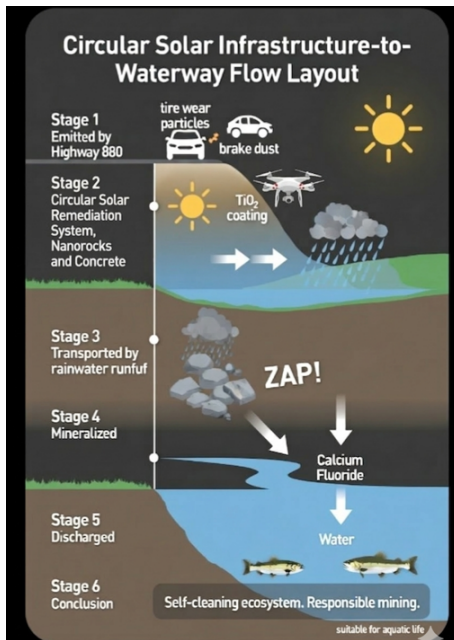 Circular Solar Infrastructure-to-
Waterway Flow Layout
Stage 1
Emitted by
Highway 880
tire wear
particles
brake dust
Stage 2
Circular Solar
Remediation
System,
Nanorocks
and Concrete
TiO₂
coating
Stage 3
Transported by
rainwater runfuf
ZAP!
Stage 4
Mineralized
Calcium
Fluoride
Stage 5
Discharged
Water
Stage 6
Conclusion
Self-cleaning ecosystem. Responsible mining.
suitable for aquatic life